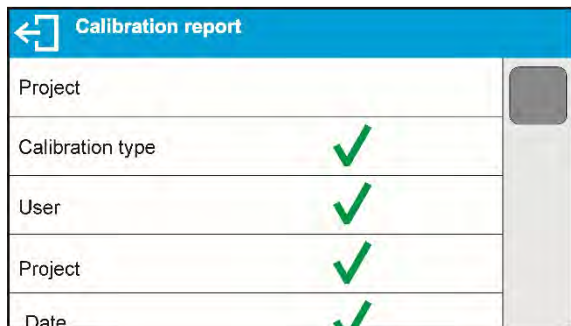 Calibration report
Project
Calibration type
User
Project
Date